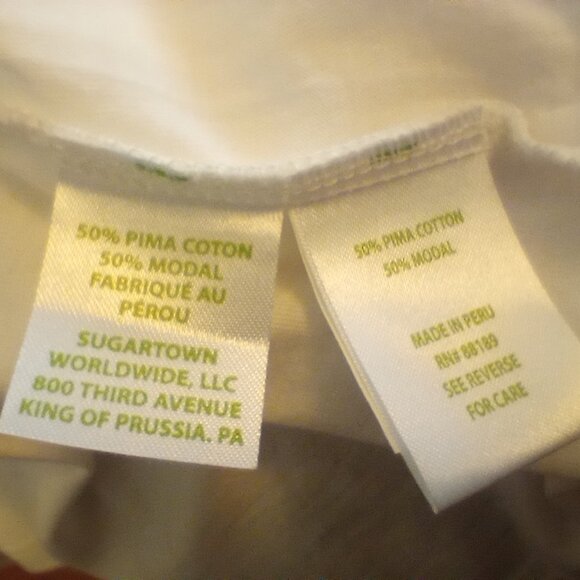 50% PIMA COTON
50% MODAL
FABRIQUÉ AU
PÉROU
SUGARTOWN
WORLDWIDE, LLC
800 THIRD AVENUE
KING OF PRUSSIA, PA
50% PIMA COTTON
50% MODAL
MADE IN PERU
RN# 88189
SEE REVERSE
FOR CARE